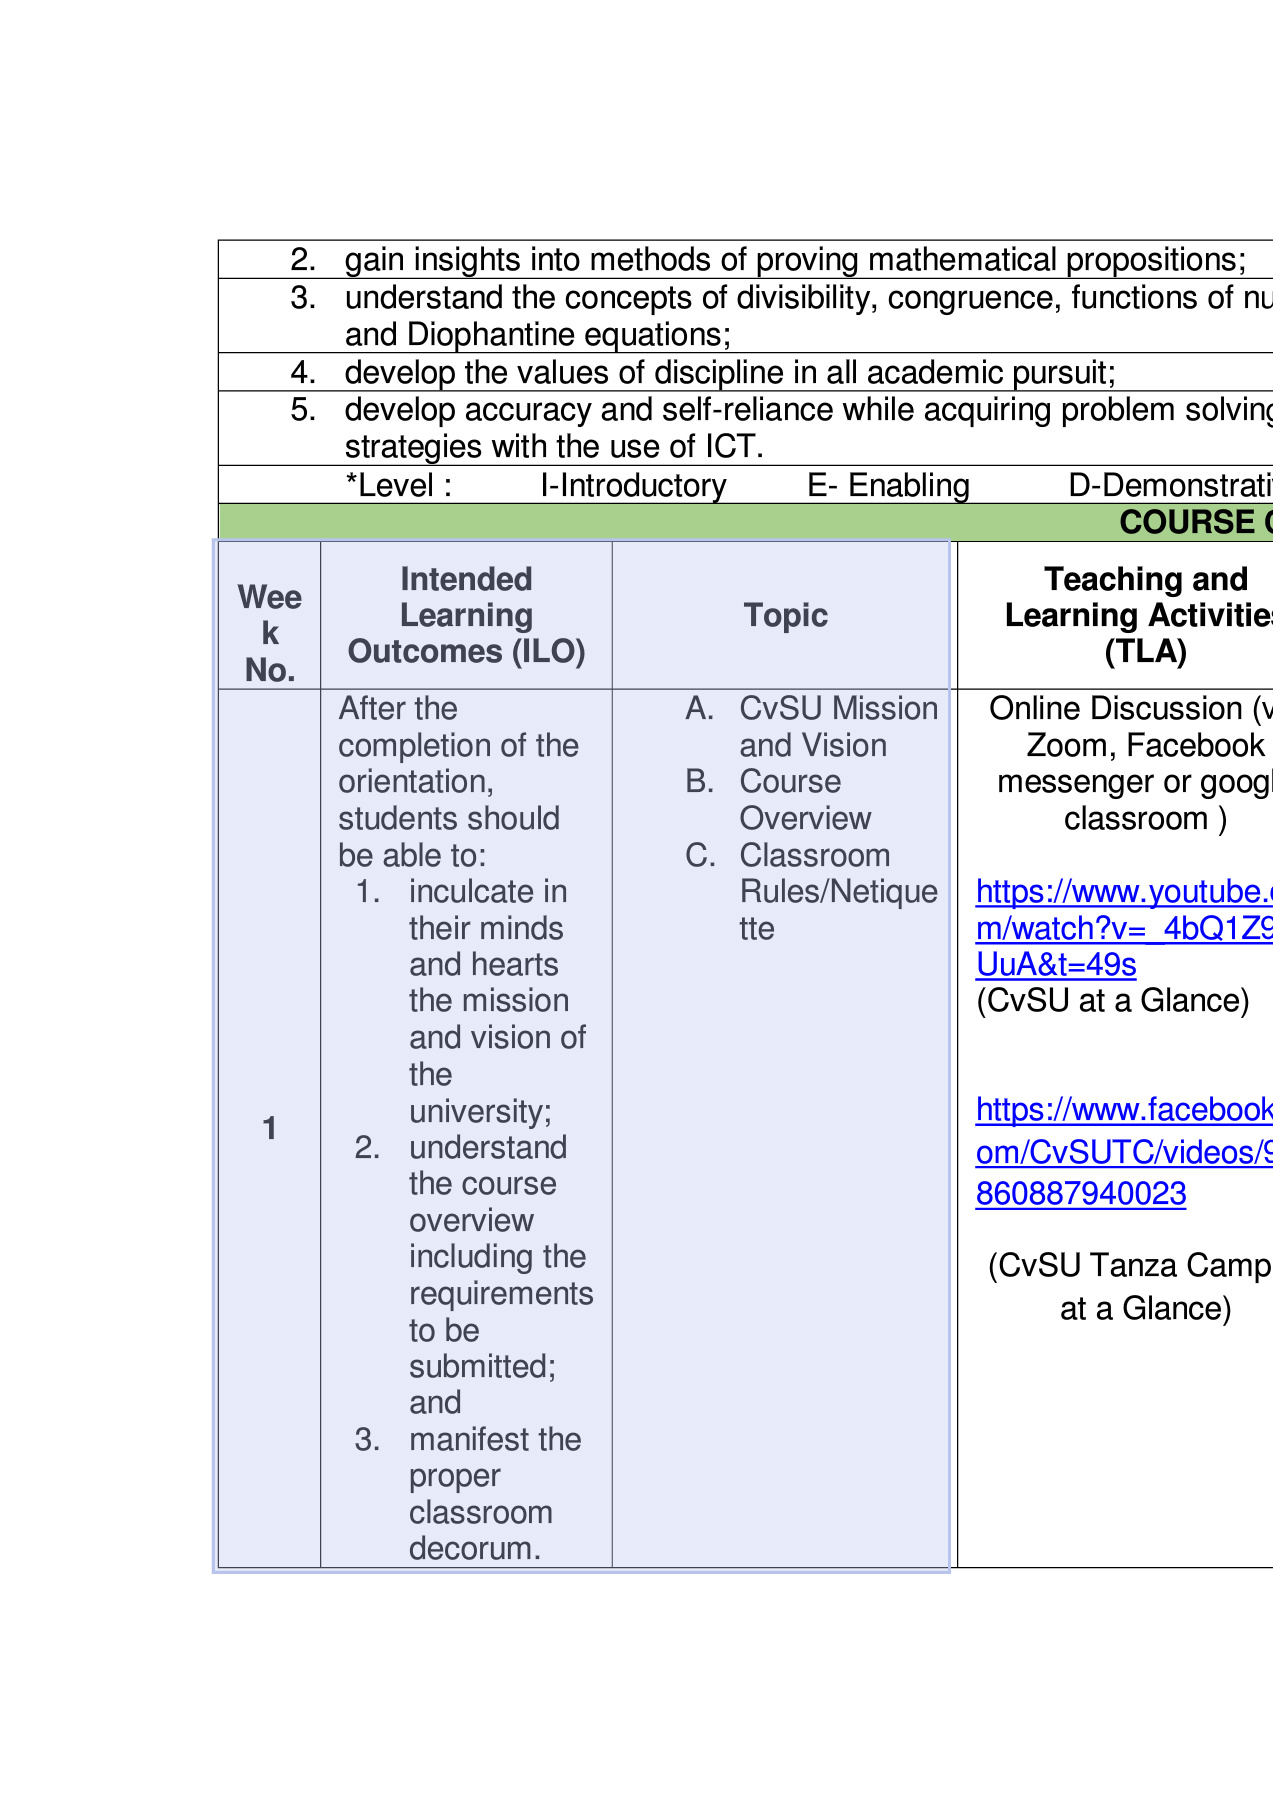 2. gain insights into methods of proving mathematical propositions;
3. understand the concepts of divisibility, congruence, functions of
and Diophantine equations;
4. develop the values of discipline in all academic pursuit;
5. develop accuracy and self-reliance while acquiring problem solving
strategies with the use of ICT.
*Level : I-Introductory E- Enabling
COURSE
Wee
k
No.
Intended
Learning
Outcomes (ILO)
Topic
Teaching and
Learning Activities
(TLA)
1
After the
completion of the
orientation,
students should
be able to:
1. inculcate in
their minds
and hearts
the mission
and vision of
the
university;
2. understand
the course
overview
including the
requirements
to be
submitted;
and
3. manifest the
proper
classroom
decorum.
A. CvSU Mission
and Vision
B. Course
Overview
C. Classroom
Rules/Netique
tte
Online Discussion
Zoom, Facebook
messenger or
classroom )
https://www.youtube.
m/watch?v=_4bQ1Z9
UuA&t=49s
(CvSU at a Glance)
https://www.facebook
om/CvSUTC/videos/9
860887940023
(CvSU Tanza
at a Glance)